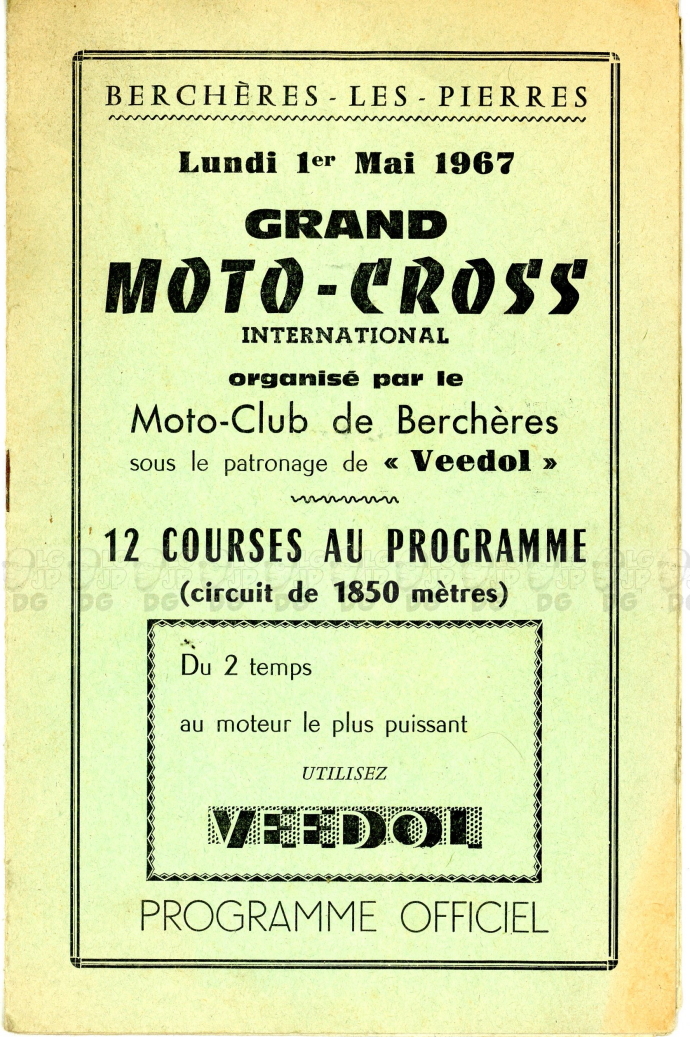 BERCHÈRES - LES - PIERRES
Lundi 1er Mai 1967
GRAND
MOTO-CROSS
INTERNATIONAL
organisé par le
Moto-Club de Berchères
sous le patronage de « Veedol »
12 COURSES AU PROGRAMME
(circuit de 1850 mètres)
Du 2 temps
au moteur le plus puissant
UTILISEZ
VEEDOL
PROGRAMME OFFICIEL